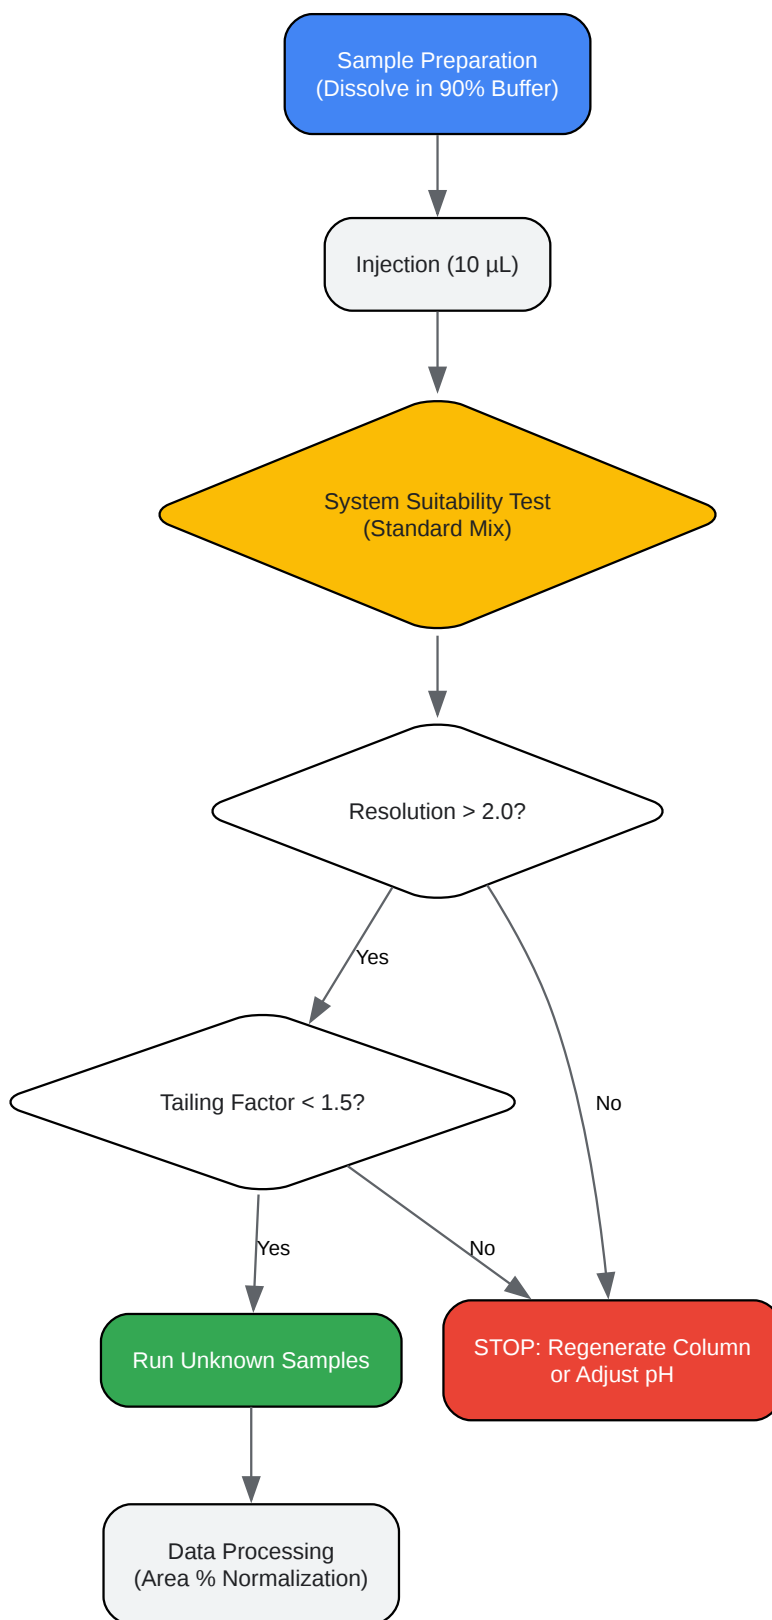 Sample Preparation
(Dissolve in 90% Buffer)
Injection (10 µL)
System Suitability Test
(Standard Mix)
Resolution > 2.0?
Yes
No
Tailing Factor < 1.5?
Yes
No
Run Unknown Samples
STOP: Regenerate Column
or Adjust pH
Data Processing
(Area % Normalization)